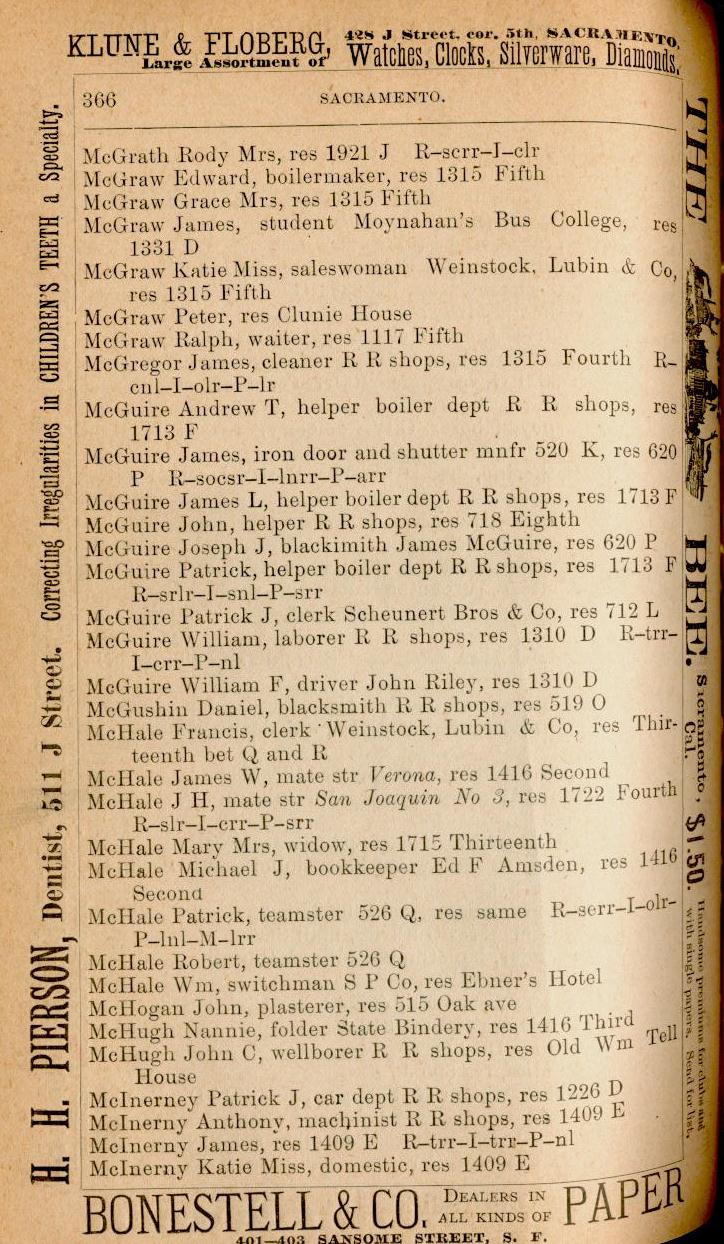 KLUNE & FLOBERG, 428 J Street, cor. 5th, SACRAMENTO,
Large Assortment of Watches, Clocks, Silverware, Diamonds,
366 SACRAMENTO.
McGrath Rody Mrs, res 1921 J R–scrr–I–clr
McGraw Edward, boilermaker, res 1315 Fifth
McGraw Grace Mrs, res 1315 Fifth
McGraw James, student Moynahan's Bus College, res
1331 D
McGraw Katie Miss, saleswoman Weinstock, Lubin & Co,
res 1315 Fifth
McGraw Peter, res Clunie House
McGraw Ralph, waiter, res 1117 Fifth
McGregor James, cleaner R R shops, res 1315 Fourth R–
cnl–I–olr–P–lr
McGuire Andrew T, helper boiler dept R R shops, res
1713 F
McGuire James, iron door and shutter mnfr 520 K, res 620
P R–socsr–I–lnrr–P–arr
McGuire James L, helper boiler dept R R shops, res 1713 F
McGuire John, helper R R shops, res 718 Eighth
McGuire Joseph J, blackimith James McGuire, res 620 P
McGuire Patrick, helper boiler dept R R shops, res 1713 F
R–srlr–I–snl–P–srr
McGuire Patrick J, clerk Scheunert Bros & Co, res 712 L
McGuire William, laborer R R shops, res 1310 D R–trr–
I–crr–P–nl
McGuire William F, driver John Riley, res 1310 D
McGushin Daniel, blacksmith R R shops, res 519 O
McHale Francis, clerk Weinstock, Lubin & Co, res Thir-
teenth bet Q and R
McHale James W, mate str Verona, res 1416 Second
McHale J H, mate str San Joaquin No 3, res 1722 Fourth
R–slr–I–crr–P–srr
McHale Mary Mrs, widow, res 1715 Thirteenth
McHale Michael J, bookkeeper Ed F Amsden, res 1416
Second
McHale Patrick, teamster 526 Q, res same R–serr–I–olr–
P–lnl–M–lrr
McHale Robert, teamster 526 Q
McHale Wm, switchman S P Co, res Ebner's Hotel
McHogan John, plasterer, res 515 Oak ave
McHugh Nannie, folder State Bindery, res 1416 Third
McHugh John C, wellborer R R shops, res Old Wm Tell
House
McInerney Patrick J, car dept R R shops, res 1226 D
McInerny Anthony, machinist R R shops, res 1409 E
McInerny James, res 1409 E R–trr–I–trr–P–nl
McInerny Katie Miss, domestic, res 1409 E
BONESTELL & CO. DEALERS IN ALL KINDS OF PAPER
401–403 SANSOME STREET, S. F.
H. H. PIERSON, Dentist, 511 J Street. Correcting Irregularities in CHILDREN'S TEETH a Specialty.
THE BEE. Sacramento, Cal. $1.50. Handsome premiums for clubs and
with single papers. Send for list.